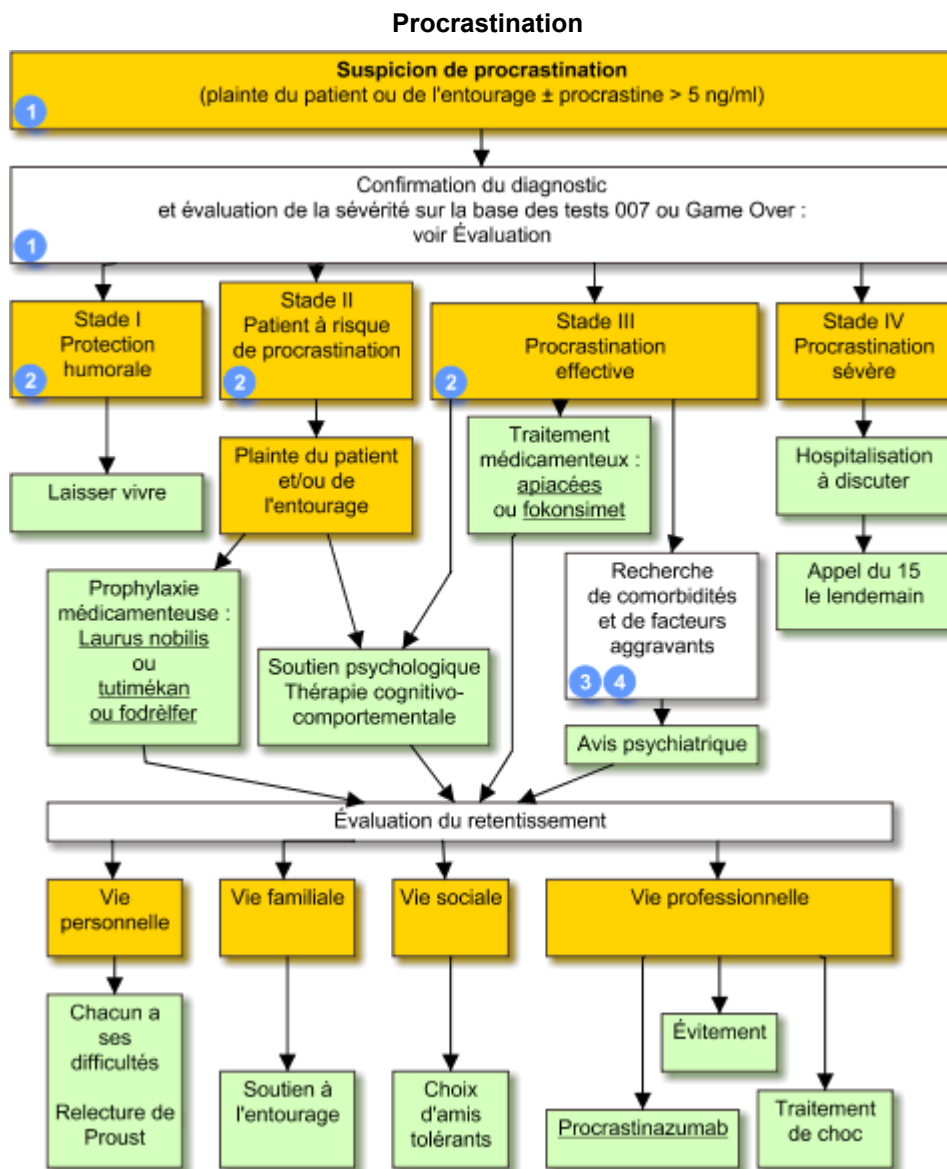 Procrastination
Suspicion de procrastination
(plainte du patient ou de l'entourage ± procrastine > 5 ng/ml)
1
Confirmation du diagnostic
et évaluation de la sévérité sur la base des tests 007 ou Game Over :
voir Évaluation
1
Stade I
Protection
humorale
2
Stade II
Patient à risque
de procrastination
2
Stade III
Procrastination
effective
2
Stade IV
Procrastination
sévère
Laisser vivre
Plainte du patient
et/ou de
l'entourage
Traitement
médicamenteux :
apiacées
ou fokonsimet
Hospitalisation
à discuter
Prophylaxie
médicamenteuse :
Laurus nobilis
ou
tutimékan
ou fodrèlfer
Soutien psychologique
Thérapie cognitivo-
comportementale
Recherche
de comorbidités
et de facteurs
aggravants
3 4
Appel du 15
le lendemain
Avis psychiatrique
Évaluation du retentissement
Vie
personnelle
Vie familiale
Vie sociale
Vie professionnelle
Chacun a
ses
difficultés
Relecture de
Proust
Soutien à
l'entourage
Choix
d'amis
tolérants
Procrastinazumab
Évitement
Traitement
de choc